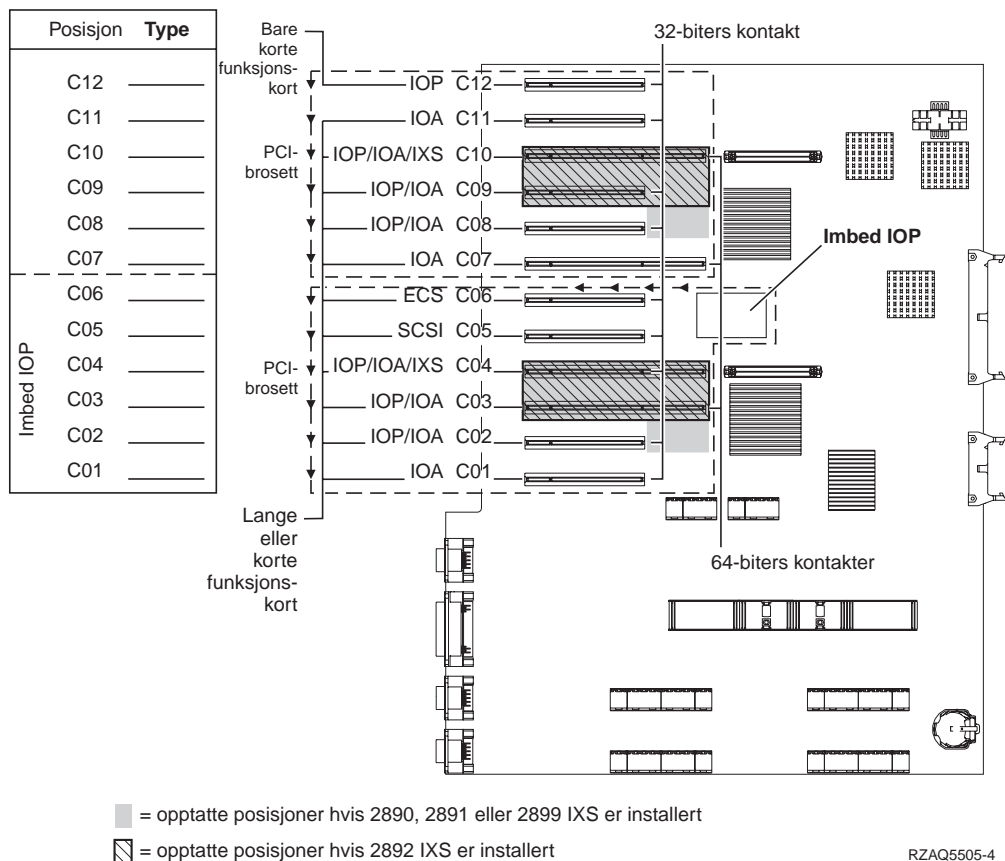 Posisjon Type
C12
C11
C10
C09
C08
C07
C06
C05
C04
C03
C02
C01
Imbed IOP
Bare
korte
funksjons-
kort
PCI-
brosett
PCI-
brosett
Lange
eller
korte
funksjons-
kort
32-biters kontakt
IOP C12
IOA C11
IOP/IOA/IXS C10
IOP/IOA C09
IOP/IOA C08
IOA C07
ECS C06
SCSI C05
IOP/IOA/IXS C04
IOP/IOA C03
IOP/IOA C02
IOA C01
Imbed IOP
64-biters kontakter
= opptatte posisjoner hvis 2890, 2891 eller 2899 IXS er installert
= opptatte posisjoner hvis 2892 IXS er installert
RZAQ5505-4